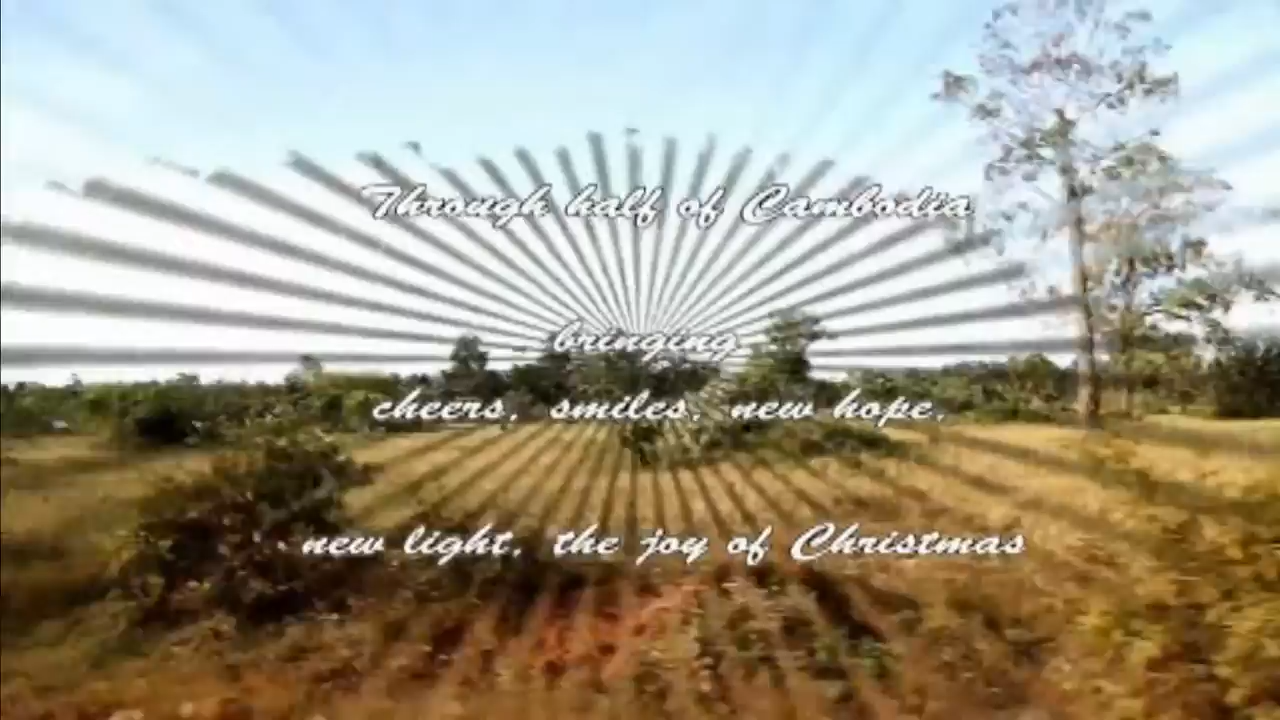 Through half of Cambodia
bringing
cheers, smiles, new hope,
new light, the joy of Christmas